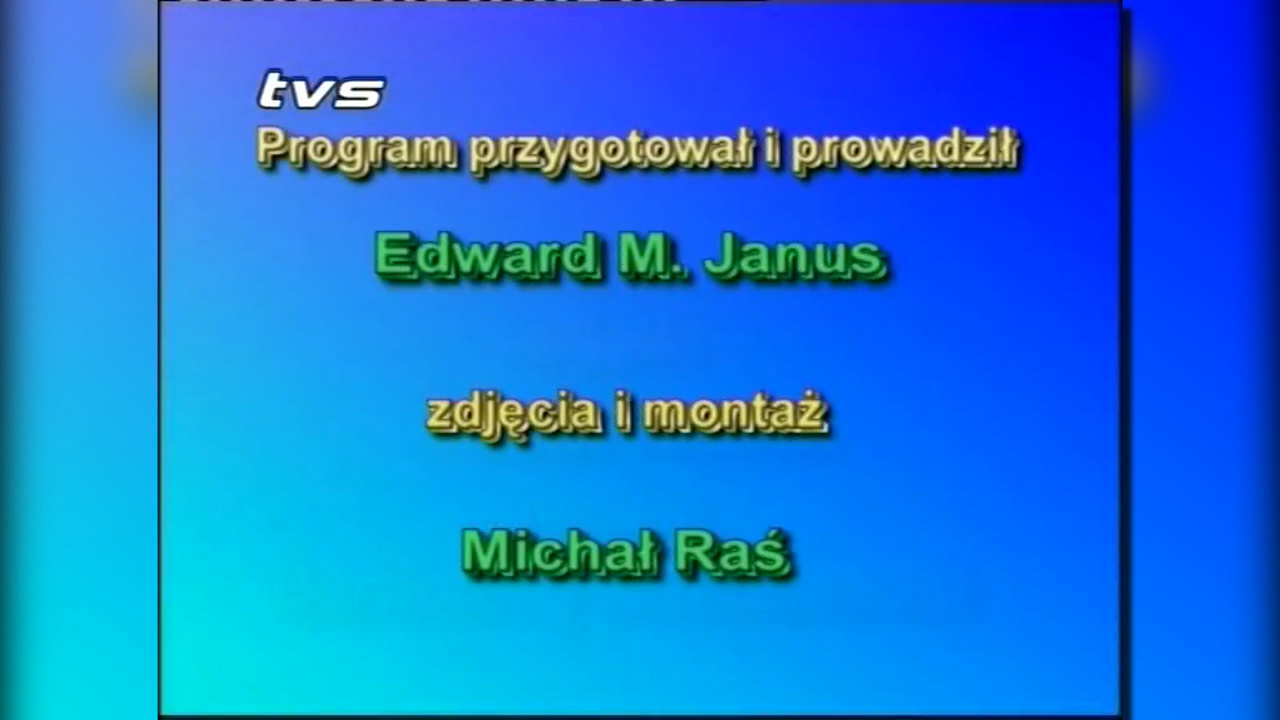 tvs
Program przygotował i prowadził
Edward M. Janus
zdjęcia i montaż
Michał Raś